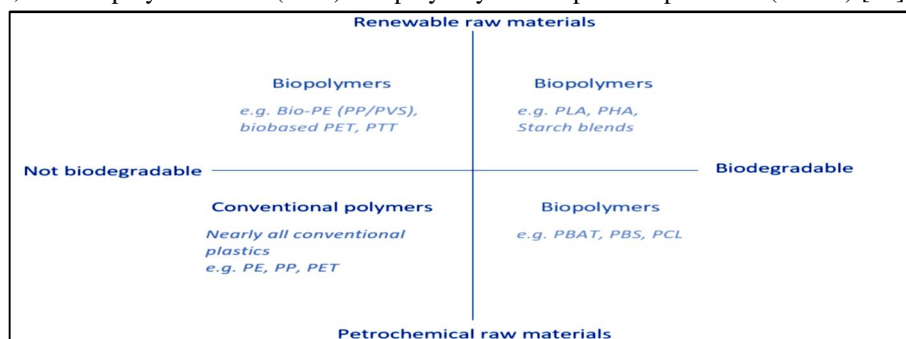 Renewable raw materials
Biopolymers
e.g. Bio-PE (PP/PVS),
biobased PET, PTT
Biopolymers
e.g. PLA, PHA,
Starch blends
Not biodegradable
Biodegradable
Conventional polymers
Nearly all conventional
plastics
e.g. PE, PP, PET
Biopolymers
e.g. PBAT, PBS, PCL
Petrochemical raw materials